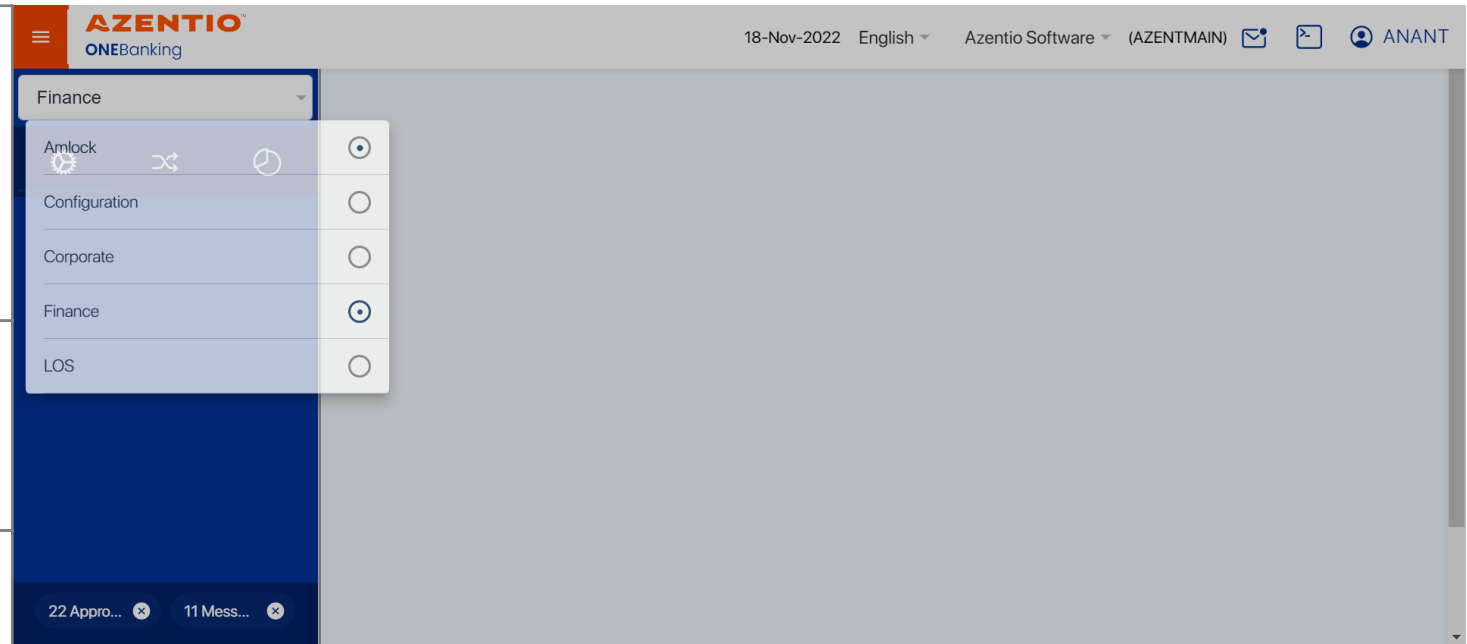 AZENTIO™
ONEBanking
18-Nov-2022 English Azentio Software (AZENTMAIN) ANANT
Finance
Amlock
Configuration
Corporate
Finance
LOS
22 Appro... 11 Mess...